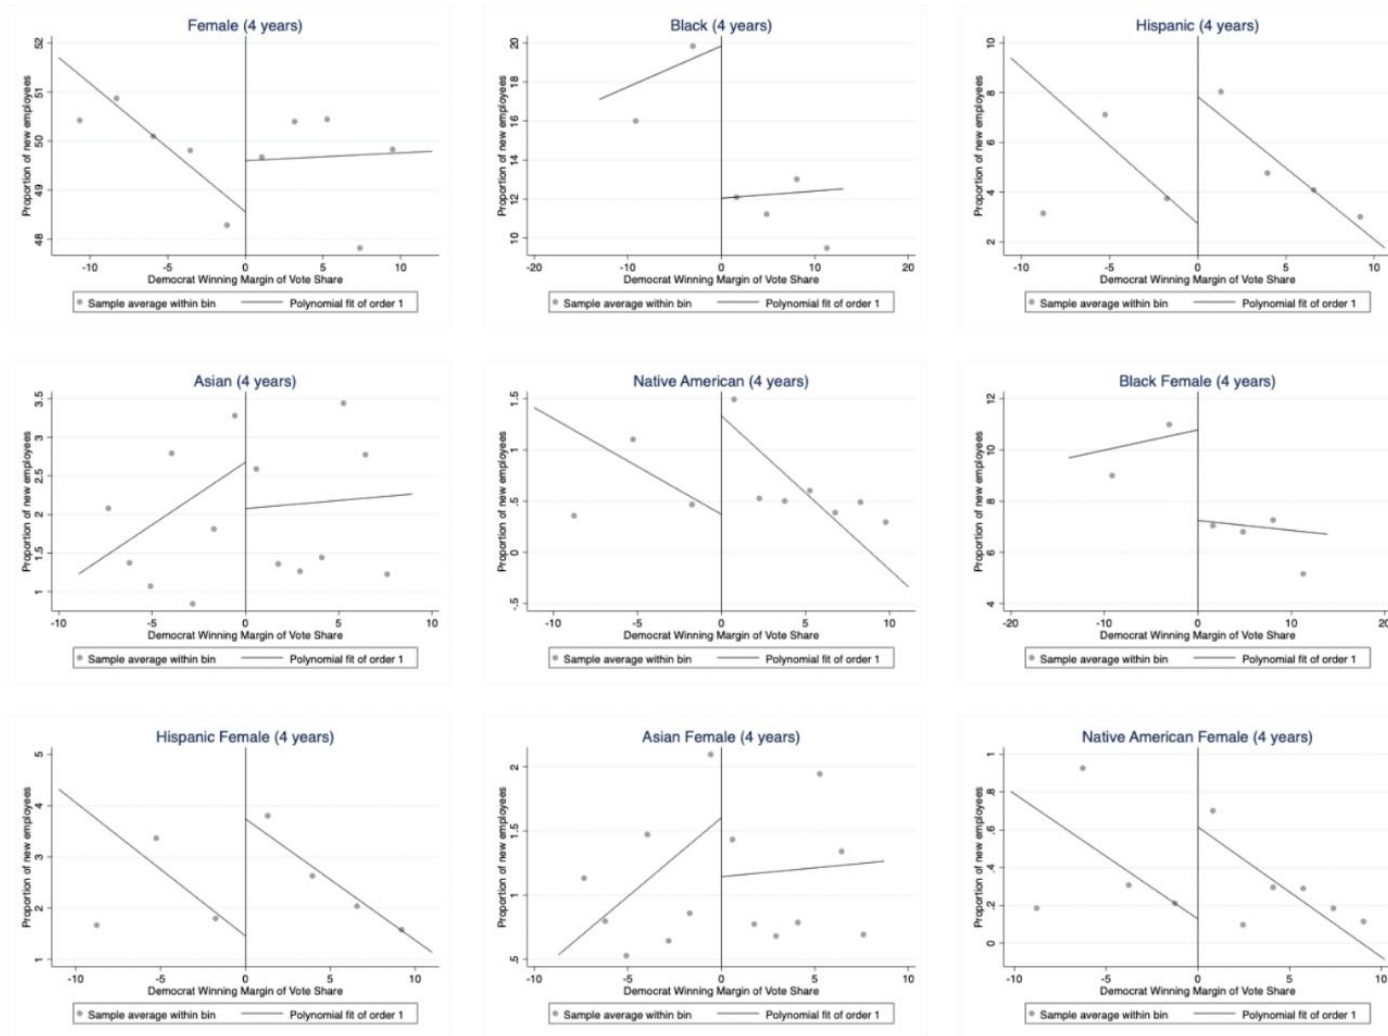 Female (4 years)
Proportion of new employees
52
51
50
49
48
-10 -5 0 5 10
Democrat Winning Margin of Vote Share
Sample average within bin Polynomial fit of order 1
Black (4 years)
Proportion of new employees
20
18
16
14
12
10
-20 -10 0 10 20
Democrat Winning Margin of Vote Share
Sample average within bin Polynomial fit of order 1
Hispanic (4 years)
Proportion of new employees
10
8
6
4
2
-10 -5 0 5 10
Democrat Winning Margin of Vote Share
Sample average within bin Polynomial fit of order 1
Asian (4 years)
Proportion of new employees
3.5
3
2.5
2
1.5
1
-10 -5 0 5 10
Democrat Winning Margin of Vote Share
Sample average within bin Polynomial fit of order 1
Native American (4 years)
Proportion of new employees
1.5
1
.5
0
-.5
-10 -5 0 5 10
Democrat Winning Margin of Vote Share
Sample average within bin Polynomial fit of order 1
Black Female (4 years)
Proportion of new employees
12
10
8
6
4
-20 -10 0 10 20
Democrat Winning Margin of Vote Share
Sample average within bin Polynomial fit of order 1
Hispanic Female (4 years)
Proportion of new employees
5
4
3
2
1
-10 -5 0 5 10
Democrat Winning Margin of Vote Share
Sample average within bin Polynomial fit of order 1
Asian Female (4 years)
Proportion of new employees
2
1.5
1
.5
-10 -5 0 5 10
Democrat Winning Margin of Vote Share
Sample average within bin Polynomial fit of order 1
Native American Female (4 years)
Proportion of new employees
1
.8
.6
.4
.2
0
-10 -5 0 5 10
Democrat Winning Margin of Vote Share
Sample average within bin Polynomial fit of order 1